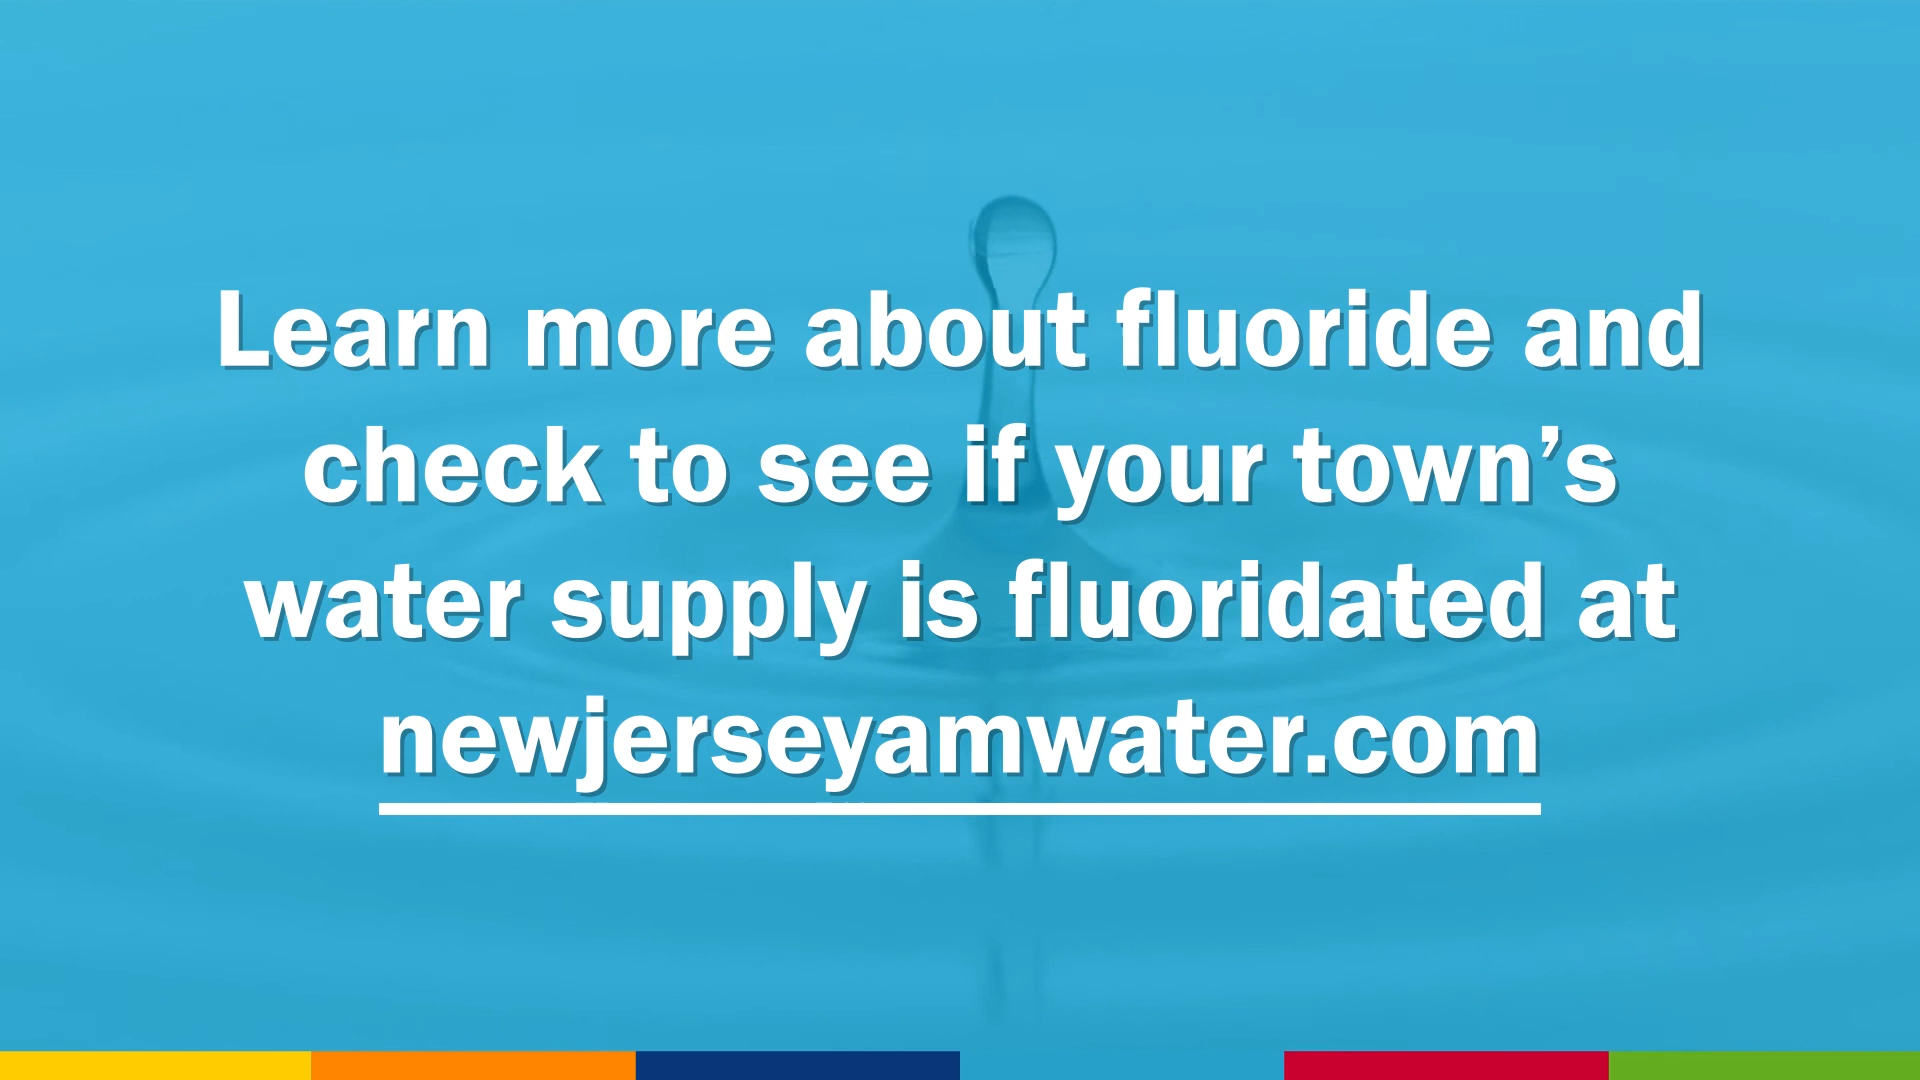 Learn more about fluoride and
check to see if your town’s
water supply is fluoridated at
newjerseyamwater.com